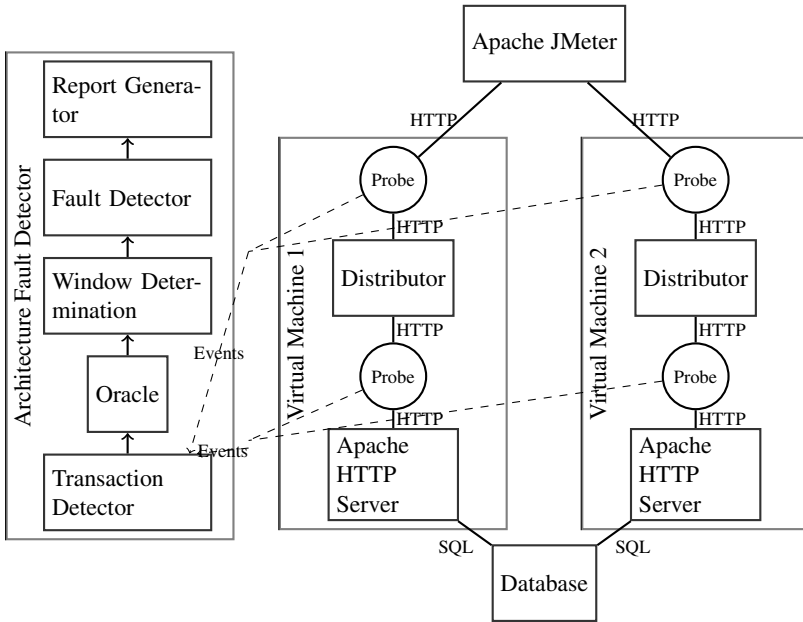 Apache JMeter
HTTP
HTTP
Architecture Fault Detector
Report Genera-
tor
Fault Detector
Window Deter-
mination
Oracle
Transaction
Detector
Events
Events
Virtual Machine 1
Probe
HTTP
Distributor
HTTP
Probe
HTTP
Apache
HTTP
Server
Virtual Machine 2
Probe
HTTP
Distributor
HTTP
Probe
HTTP
Apache
HTTP
Server
SQL
SQL
Database